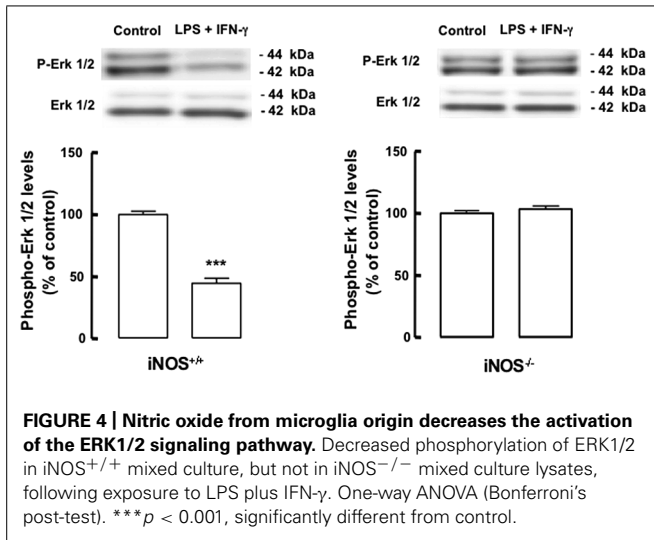 Control LPS + IFN-γ
P-Erk 1/2
- 44 kDa
- 42 kDa
Erk 1/2
- 44 kDa
- 42 kDa
Phospho-Erk 1/2 levels
(% of control)
150
100
50
0
***
iNOS+/+
Control LPS + IFN-γ
P-Erk 1/2
- 44 kDa
- 42 kDa
Erk 1/2
- 44 kDa
- 42 kDa
Phospho-Erk 1/2 levels
(% of control)
150
100
50
0
iNOS-/-
FIGURE 4 | Nitric oxide from microglia origin decreases the activation
of the ERK1/2 signaling pathway. Decreased phosphorylation of ERK1/2
in iNOS+/+ mixed culture, but not in iNOS−/− mixed culture lysates,
following exposure to LPS plus IFN-γ. One-way ANOVA (Bonferroni's
post-test). ***p < 0.001, significantly different from control.